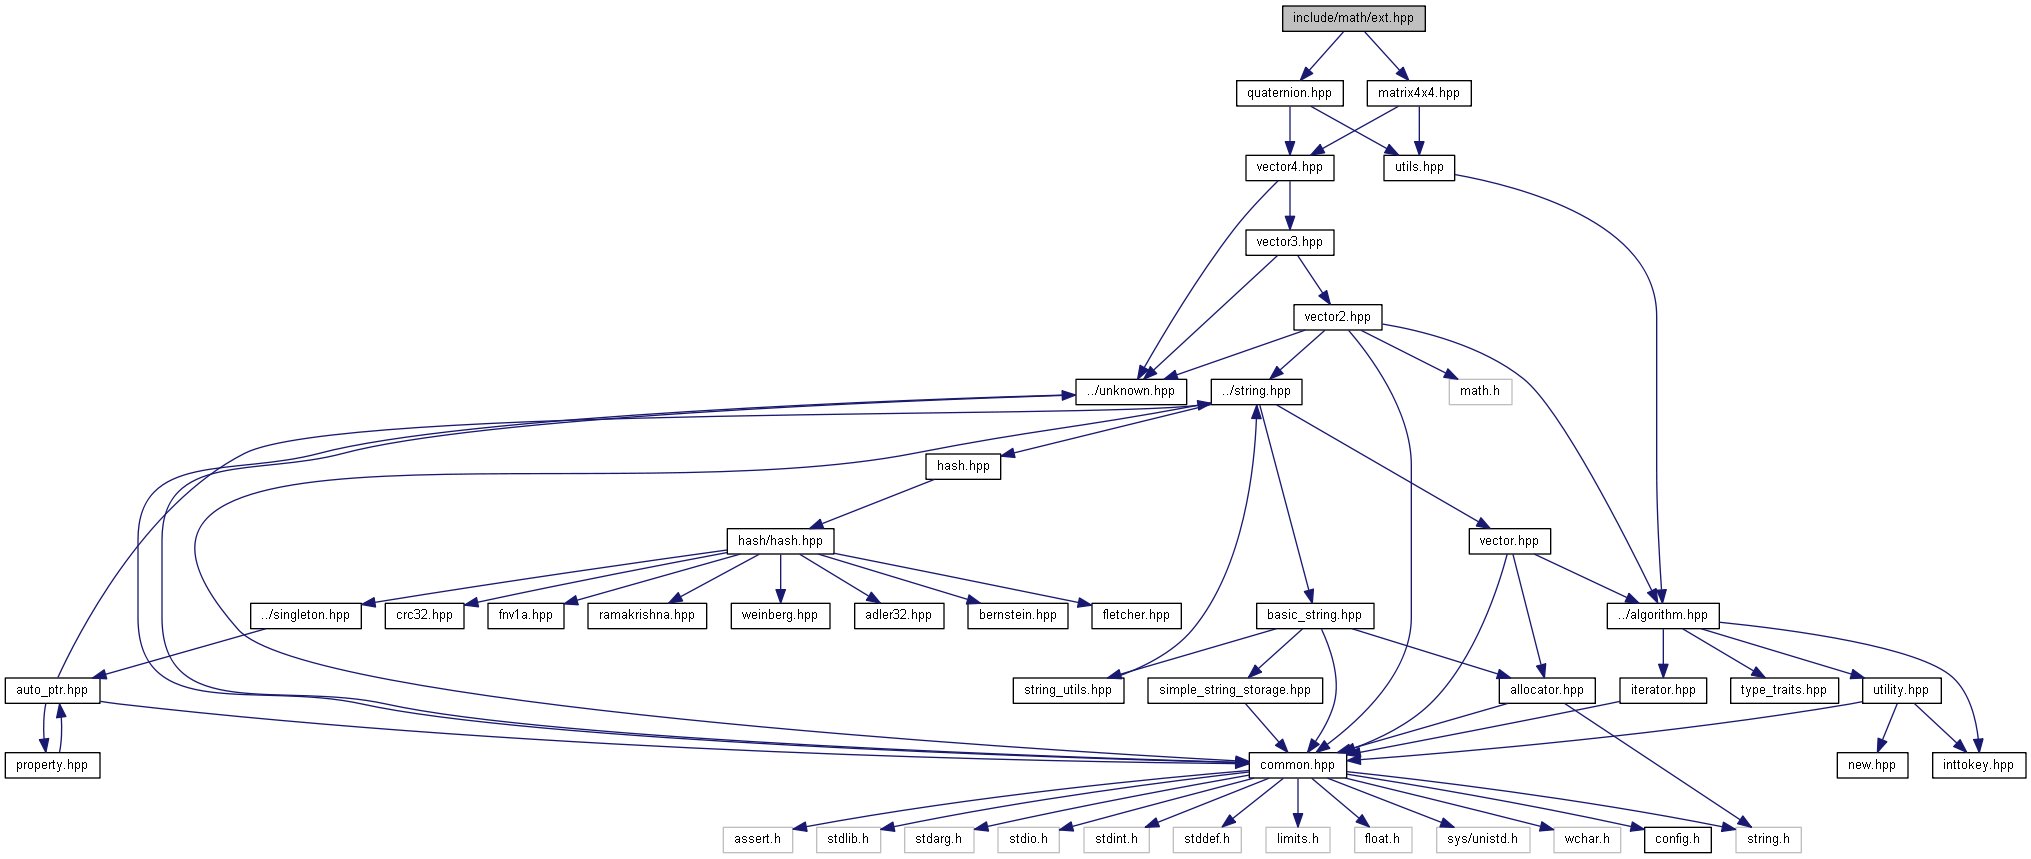 include/math/ext.hpp
quaternion.hpp
matrix4x4.hpp
vector4.hpp
utils.hpp
vector3.hpp
vector2.hpp
../unknown.hpp
../string.hpp
math.h
hash.hpp
hash/hash.hpp
vector.hpp
../singleton.hpp
crc32.hpp
fnv1a.hpp
ramakrishna.hpp
weinberg.hpp
adler32.hpp
bernstein.hpp
fletcher.hpp
basic_string.hpp
../algorithm.hpp
auto_ptr.hpp
string_utils.hpp
simple_string_storage.hpp
allocator.hpp
iterator.hpp
type_traits.hpp
utility.hpp
property.hpp
common.hpp
new.hpp
inttokey.hpp
assert.h
stdlib.h
stdarg.h
stdio.h
stdint.h
stddef.h
limits.h
float.h
sys/unistd.h
wchar.h
config.h
string.h